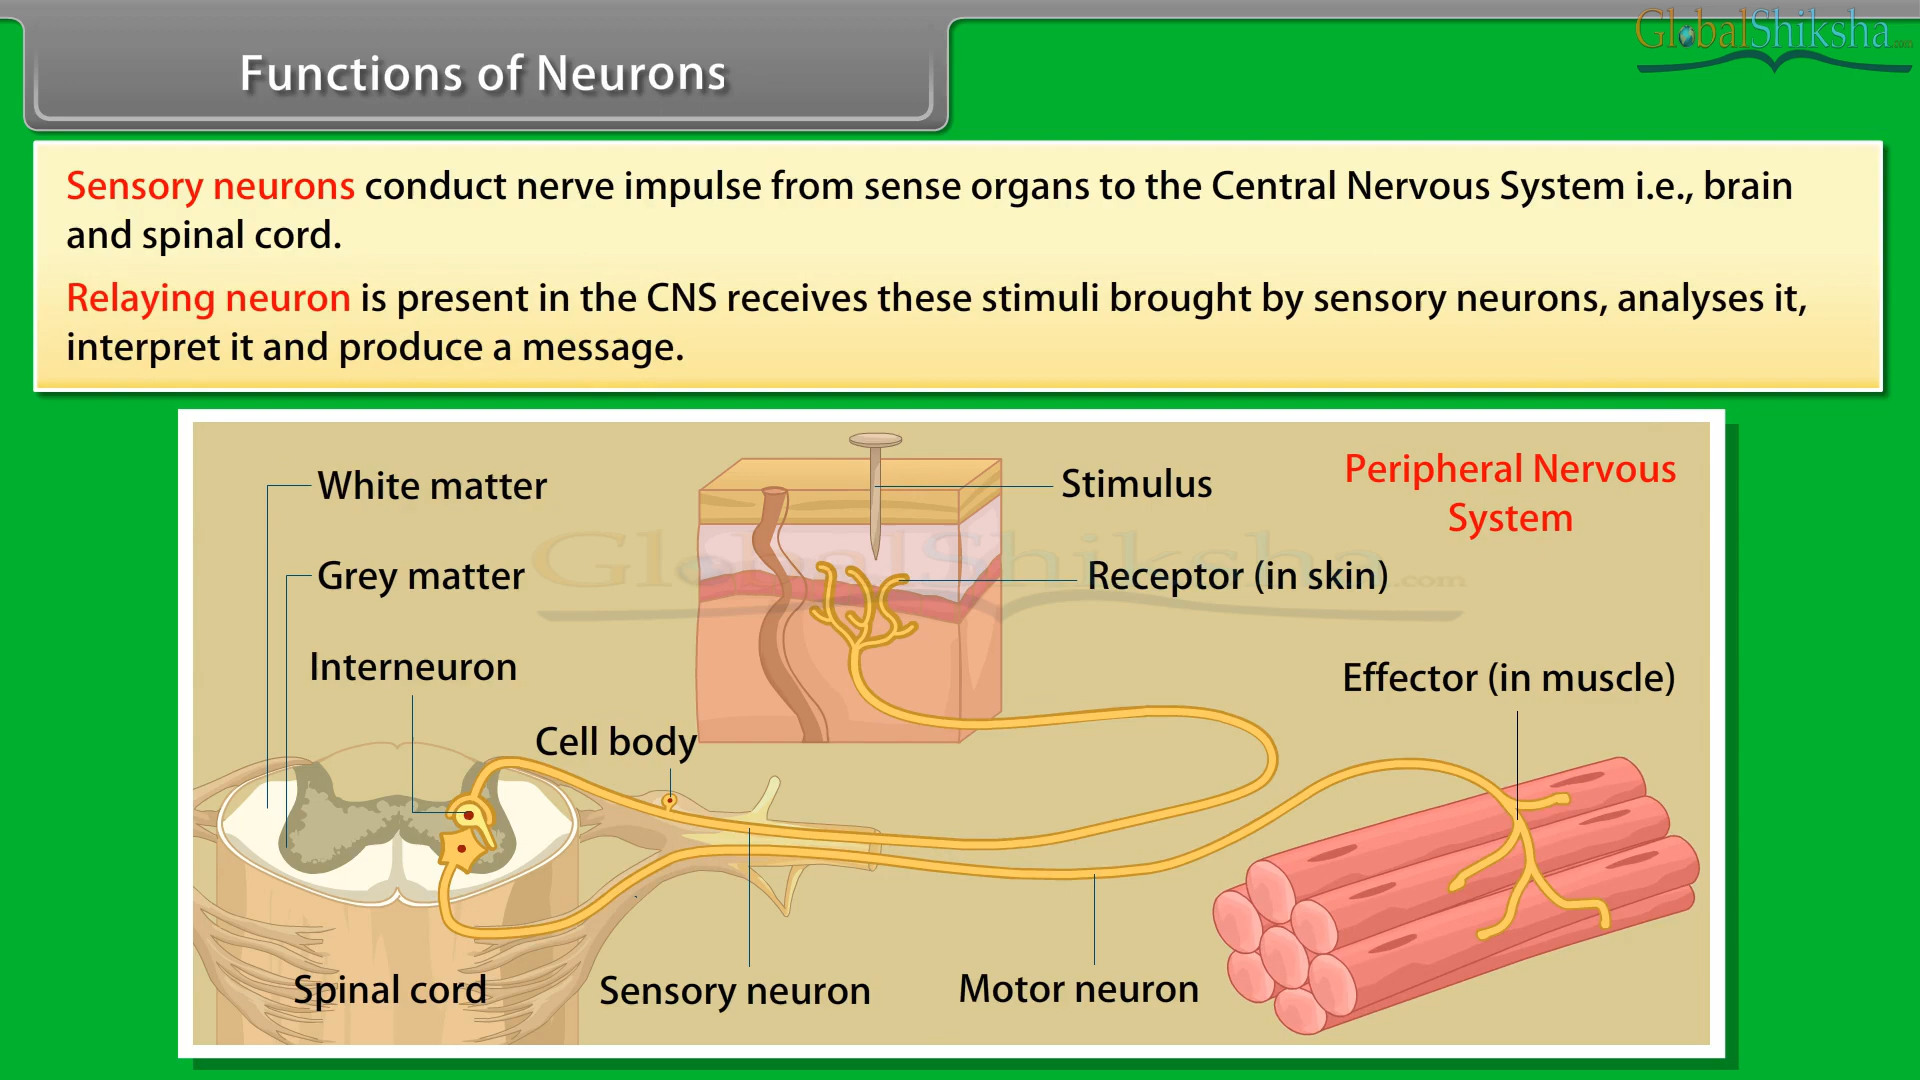 Functions of Neurons
GlobalShiksha.com
Sensory neurons conduct nerve impulse from sense organs to the Central Nervous System i.e., brain
and spinal cord.
Relaying neuron is present in the CNS receives these stimuli brought by sensory neurons, analyses it,
interpret it and produce a message.
White matter
Stimulus
Peripheral Nervous
System
GlobalShiksha.com
Grey matter
Receptor (in skin)
Interneuron
Effector (in muscle)
Cell body
Spinal cord
Sensory neuron
Motor neuron